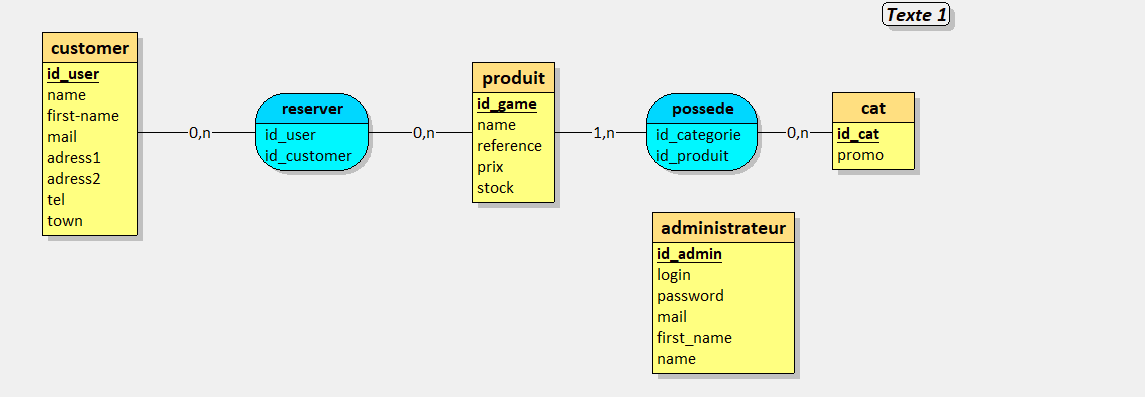 Texte 1
customer
id_user
name
first-name
mail
adress1
adress2
tel
town
0,n
reserver
id_user
id_customer
0,n
produit
id_game
name
reference
prix
stock
1,n
possede
id_categorie
id_produit
0,n
cat
id_cat
promo
administrateur
id_admin
login
password
mail
first_name
name